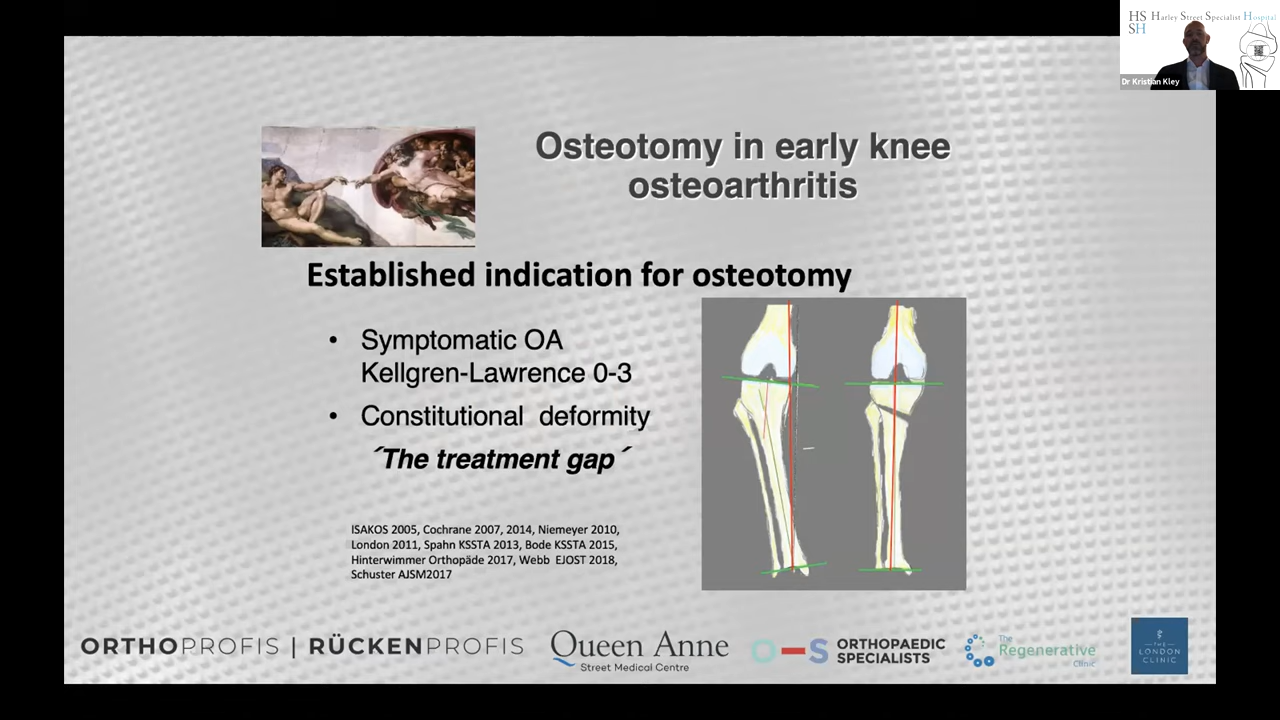 HS Harley Street Specialist Hospital
SH
Dr Kristian Kley
Osteotomy in early knee
osteoarthritis
Established indication for osteotomy
• Symptomatic OA
Kellgren-Lawrence 0-3
• Constitutional deformity
´The treatment gap´
ISAKOS 2005, Cochrane 2007, 2014, Niemeyer 2010,
London 2011, Spahn KSSTA 2013, Bode KSSTA 2015,
Hinterwimmer Orthopäde 2017, Webb EJOST 2018,
Schuster AJSM2017
ORTHOPROFIS | RÜCKENPROFIS
Queen Anne
Street Medical Centre
O-S ORTHOPAEDIC
SPECIALISTS
The
Regenerative
Clinic
THE
LONDON
CLINIC